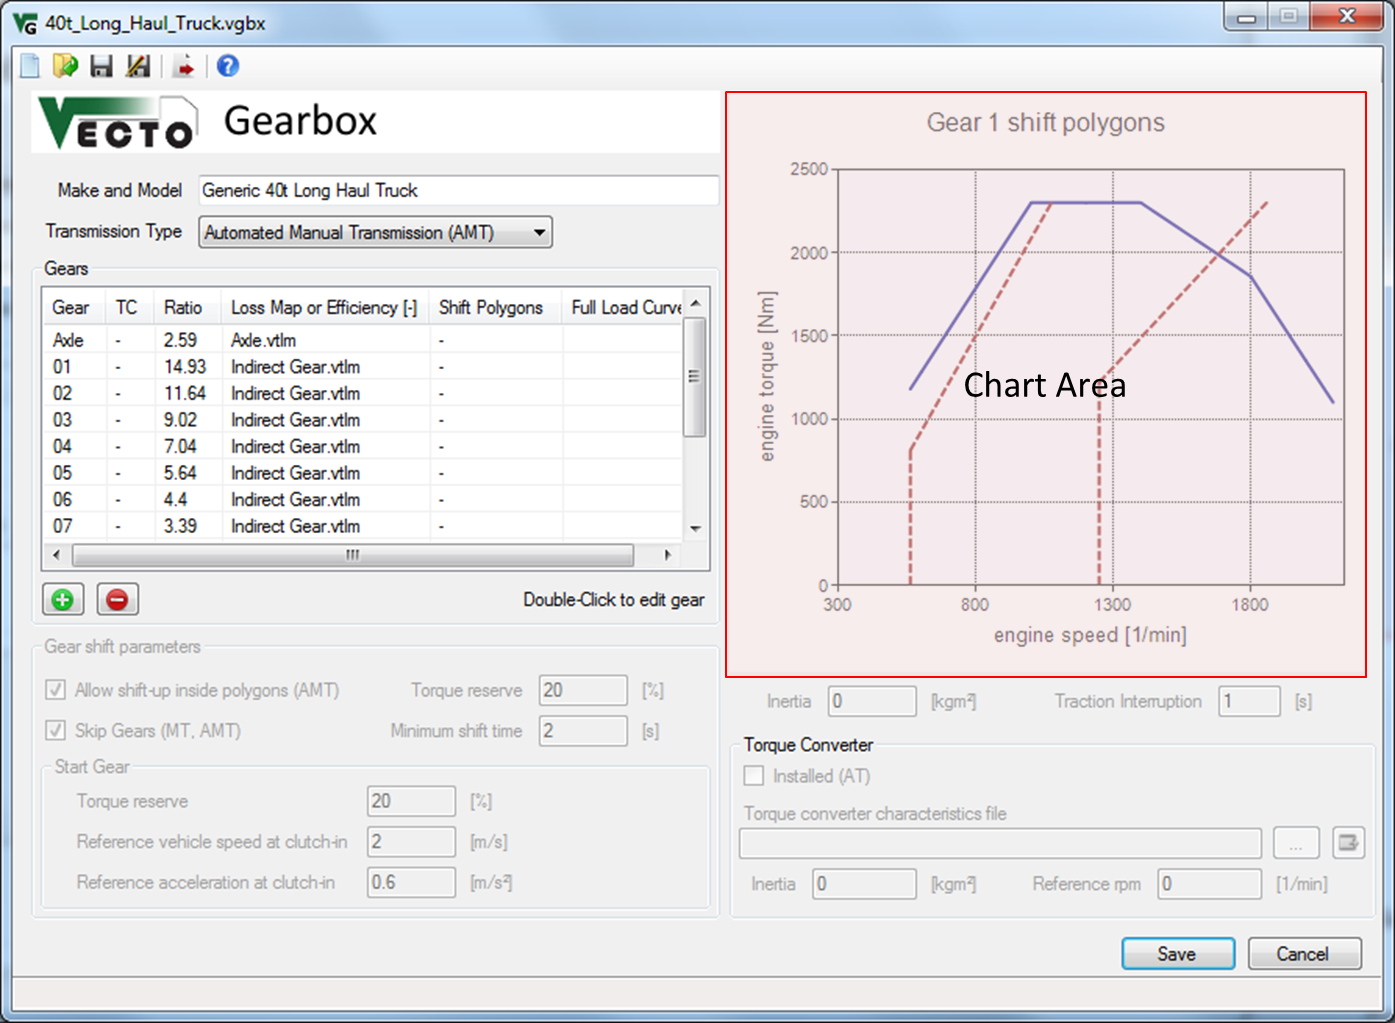 40t_Long_Haul_Truck.vgbx
VECTO Gearbox
Make and Model Generic 40t Long Haul Truck
Transmission Type Automated Manual Transmission (AMT)
Gears
Gear TC Ratio Loss Map or Efficiency [-] Shift Polygons Full Load Curve
Axle - 2.59 Axle.vtlm -
01 - 14.93 Indirect Gear.vtlm -
02 - 11.64 Indirect Gear.vtlm -
03 - 9.02 Indirect Gear.vtlm -
04 - 7.04 Indirect Gear.vtlm -
05 - 5.64 Indirect Gear.vtlm -
06 - 4.4 Indirect Gear.vtlm -
07 - 3.39 Indirect Gear.vtlm -
Double-Click to edit gear
Gear shift parameters
Allow shift-up inside polygons (AMT) Torque reserve 20 [%]
Skip Gears (MT, AMT) Minimum shift time 2 [s]
Start Gear
Torque reserve 20 [%]
Reference vehicle speed at clutch-in 2 [m/s]
Reference acceleration at clutch-in 0.6 [m/s²]
Gear 1 shift polygons
2500
2000
1500
1000
500
0
engine torque [Nm]
Chart Area
300 800 1300 1800
engine speed [1/min]
Inertia 0 [kgm²] Traction Interruption 1 [s]
Torque Converter
Installed (AT)
Torque converter characteristics file
...
Inertia 0 [kgm²] Reference rpm 0 [1/min]
Save Cancel